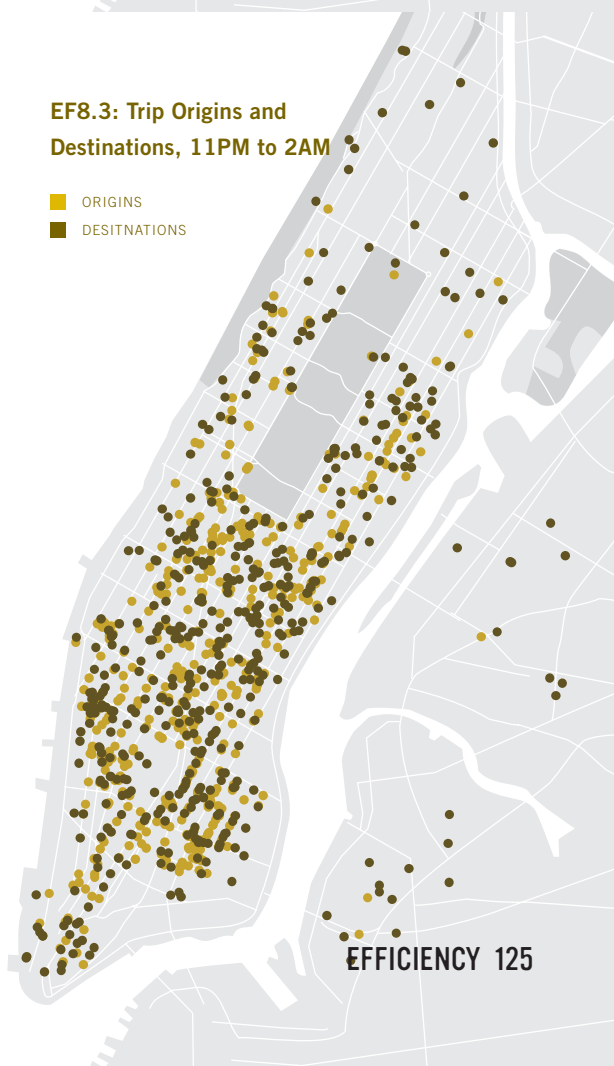 EF8.3: Trip Origins and
Destinations, 11PM to 2AM
ORIGINS
DESITNATIONS
EFFICIENCY 125